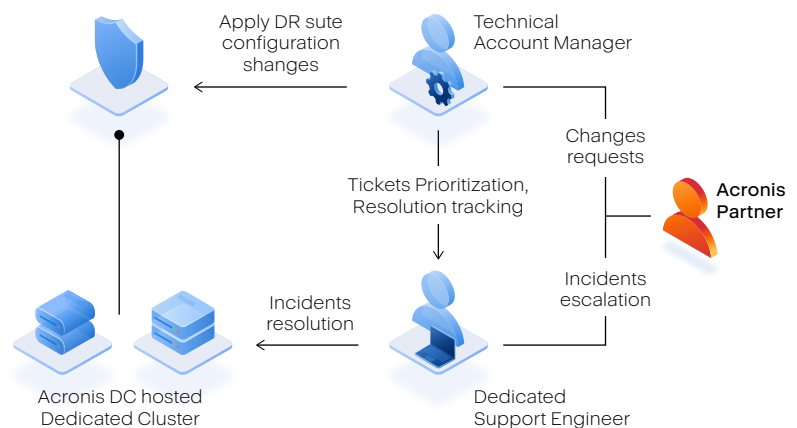 Apply DR sute
configuration
shanges
Technical
Account Manager
Changes
requests
Tickets Prioritization,
Resolution tracking
Acronis
Partner
Incidents
escalation
Incidents
resolution
Acronis DC hosted
Dedicated Cluster
Dedicated
Support Engineer